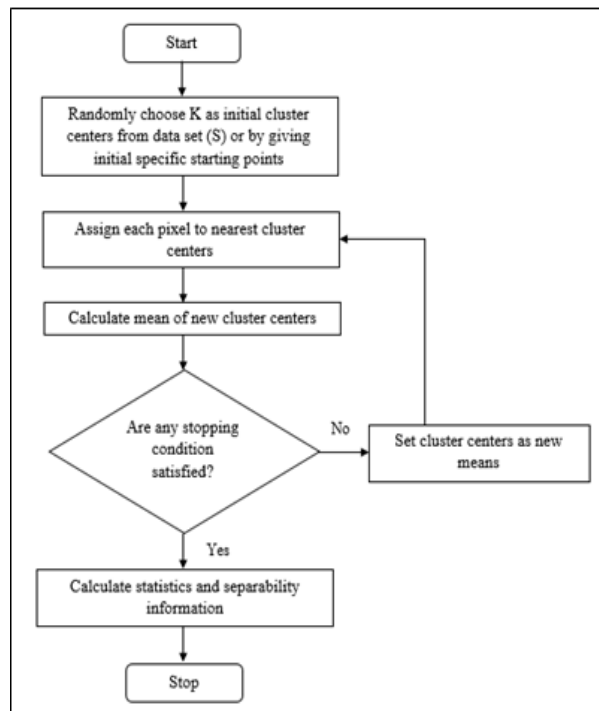 Start
Randomly choose K as initial cluster
centers from data set (S) or by giving
initial specific starting points
Assign each pixel to nearest cluster
centers
Calculate mean of new cluster centers
Are any stopping
condition
satisfied?
No
Set cluster centers as new
means
Yes
Calculate statistics and separability
information
Stop